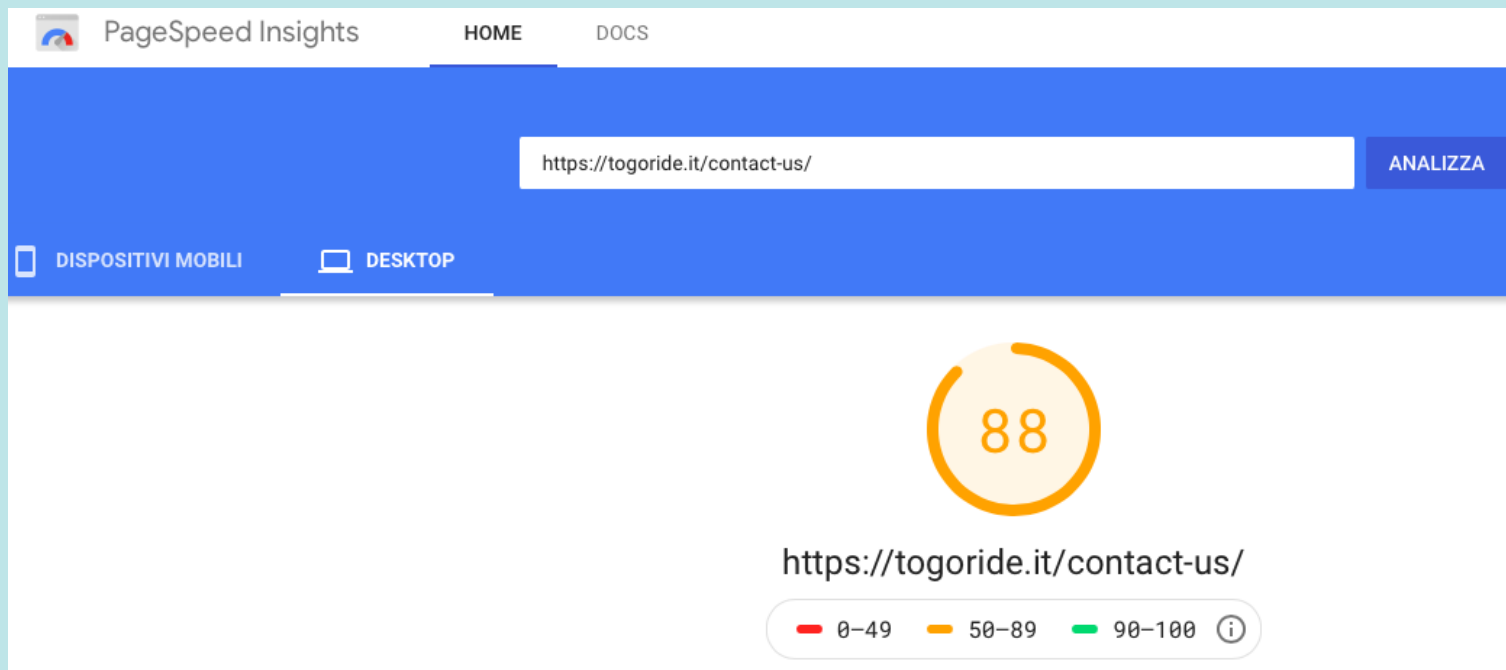 PageSpeed Insights HOME DOCS
https://togoride.it/contact-us/ ANALIZZA
DISPOSITIVI MOBILI DESKTOP
88
https://togoride.it/contact-us/
0–49 50–89 90–100